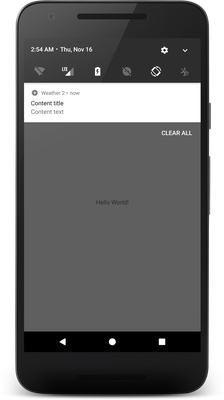 2:54 AM • Thu, Nov 16
LTE
Weather 2 • now
Content title
Content text
CLEAR ALL
Hello World!